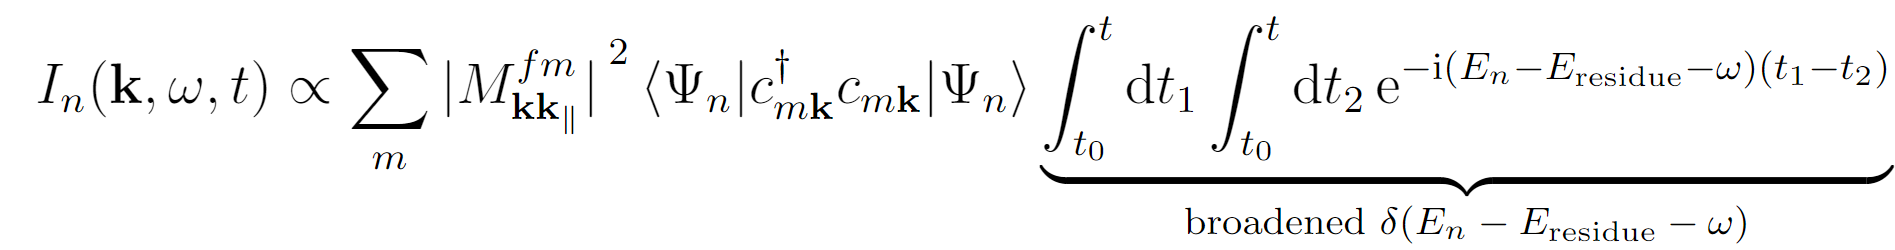 $I_n(\mathbf{k}, \omega, t) \propto \sum_m |M^{fm}_{\mathbf{k}\mathbf{k}_\parallel}|^2 \langle \Psi_n | c^\dagger_{m\mathbf{k}} c_{m\mathbf{k}} | \Psi_n \rangle \underbrace{\int_{t_0}^{t} \mathrm{d}t_1 \int_{t_0}^{t} \mathrm{d}t_2 \, \mathrm{e}^{-\mathrm{i}(E_n - E_{\text{residue}} - \omega)(t_1 - t_2)}}_{\text{broadened } \delta(E_n - E_{\text{residue}} - \omega)}$